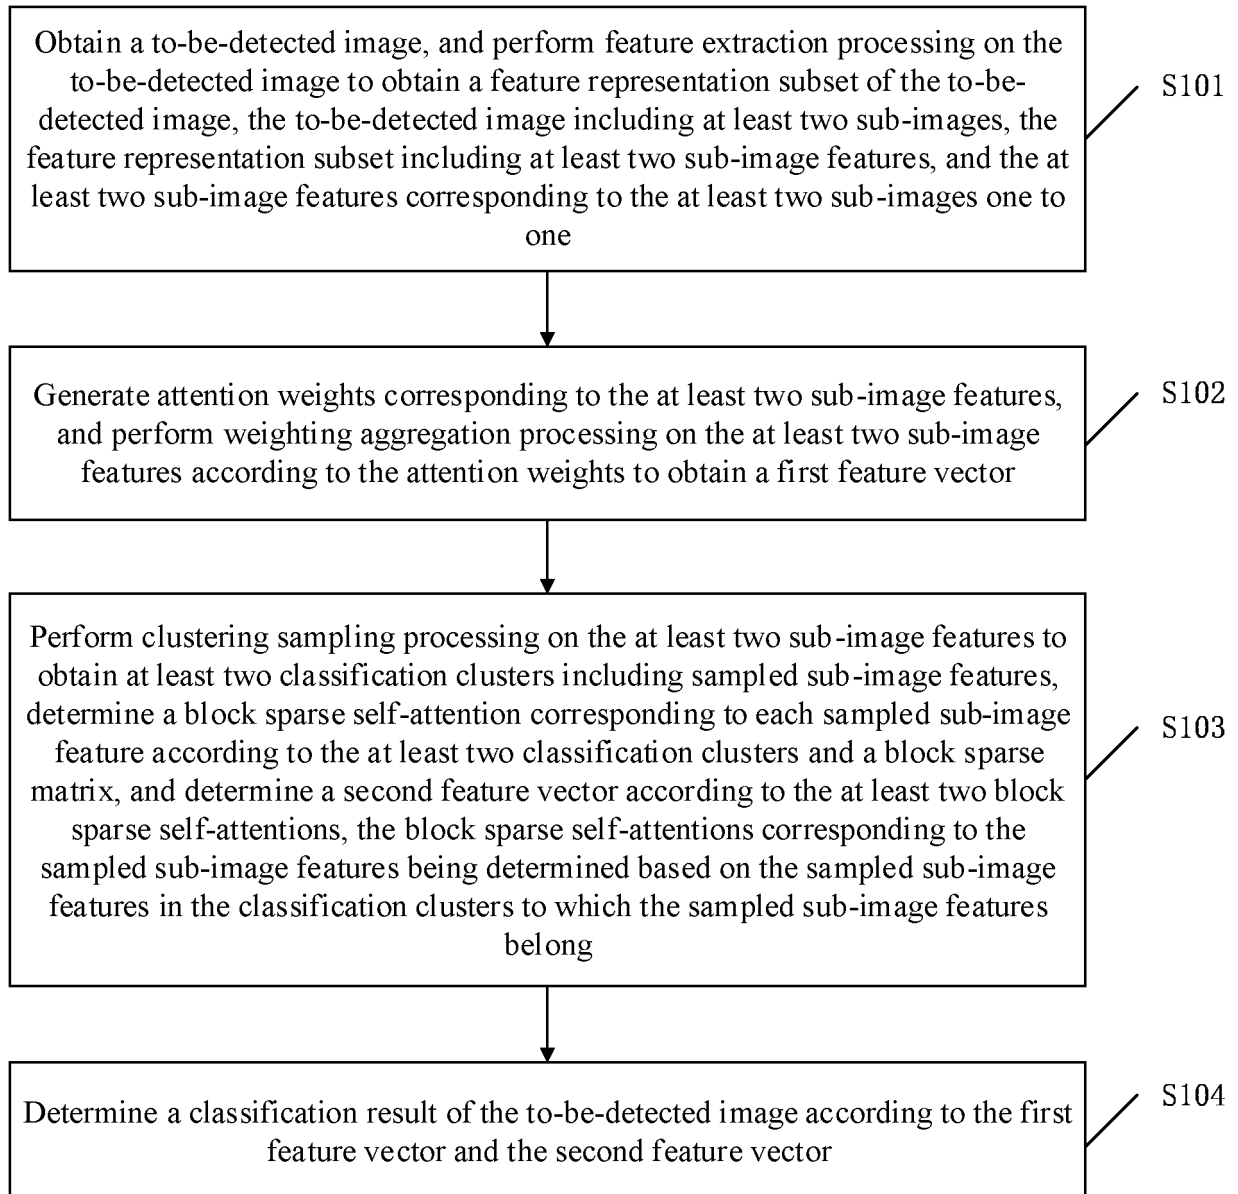 Obtain a to-be-detected image, and perform feature extraction processing on the
to-be-detected image to obtain a feature representation subset of the to-be-
detected image, the to-be-detected image including at least two sub-images, the
feature representation subset including at least two sub-image features, and the at
least two sub-image features corresponding to the at least two sub-images one to
one
S101
Generate attention weights corresponding to the at least two sub-image features,
and perform weighting aggregation processing on the at least two sub-image
features according to the attention weights to obtain a first feature vector
S102
Perform clustering sampling processing on the at least two sub-image features to
obtain at least two classification clusters including sampled sub-image features,
determine a block sparse self-attention corresponding to each sampled sub-image
feature according to the at least two classification clusters and a block sparse
matrix, and determine a second feature vector according to the at least two block
sparse self-attentions, the block sparse self-attentions corresponding to the
sampled sub-image features being determined based on the sampled sub-image
features in the classification clusters to which the sampled sub-image features
belong
S103
Determine a classification result of the to-be-detected image according to the first
feature vector and the second feature vector
S104